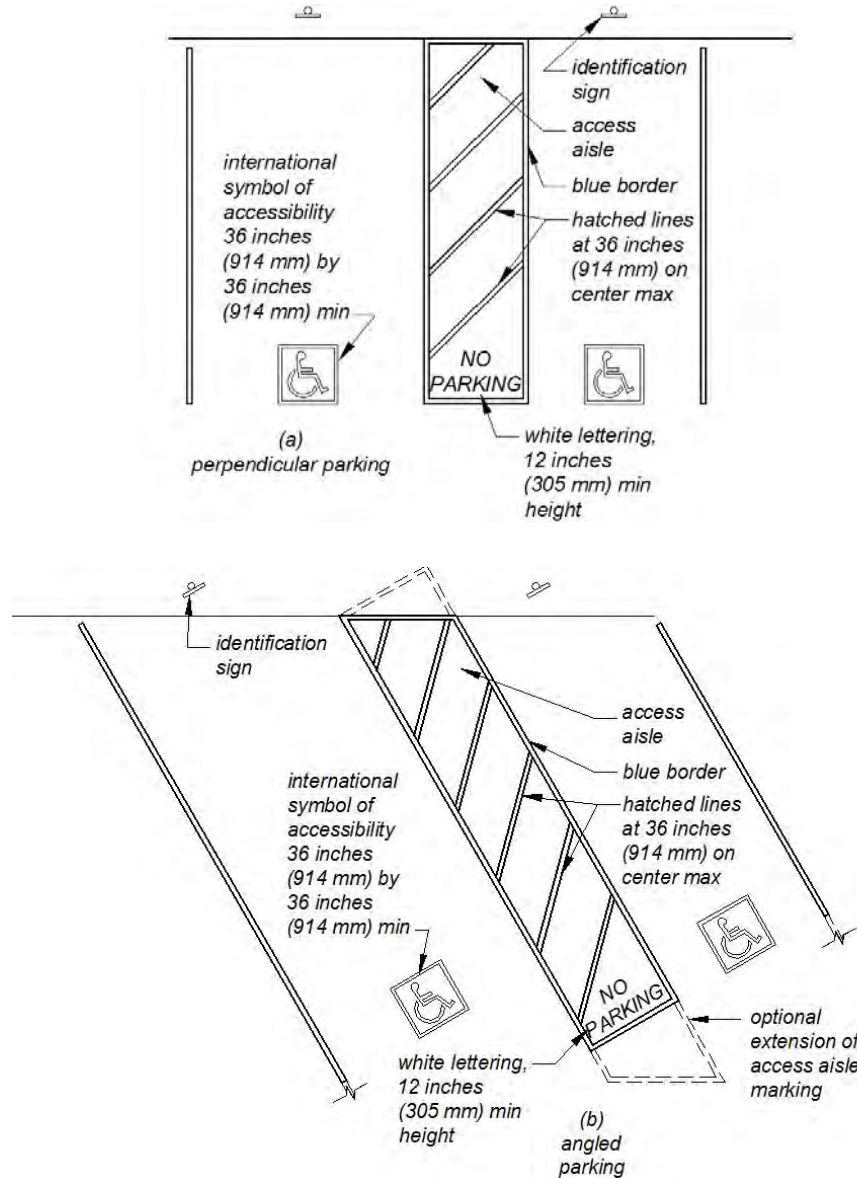 identification
sign
access
aisle
blue border
hatched lines
at 36 inches
(914 mm) on
center max
international
symbol of
accessibility
36 inches
(914 mm) by
36 inches
(914 mm) min
NO
PARKING
(a)
perpendicular parking
white lettering,
12 inches
(305 mm) min
height
identification
sign
access
aisle
blue border
hatched lines
at 36 inches
(914 mm) on
center max
international
symbol of
accessibility
36 inches
(914 mm) by
36 inches
(914 mm) min
NO
PARKING
optional
extension of
access aisle
marking
white lettering,
12 inches
(305 mm) min
height
(b)
angled
parking